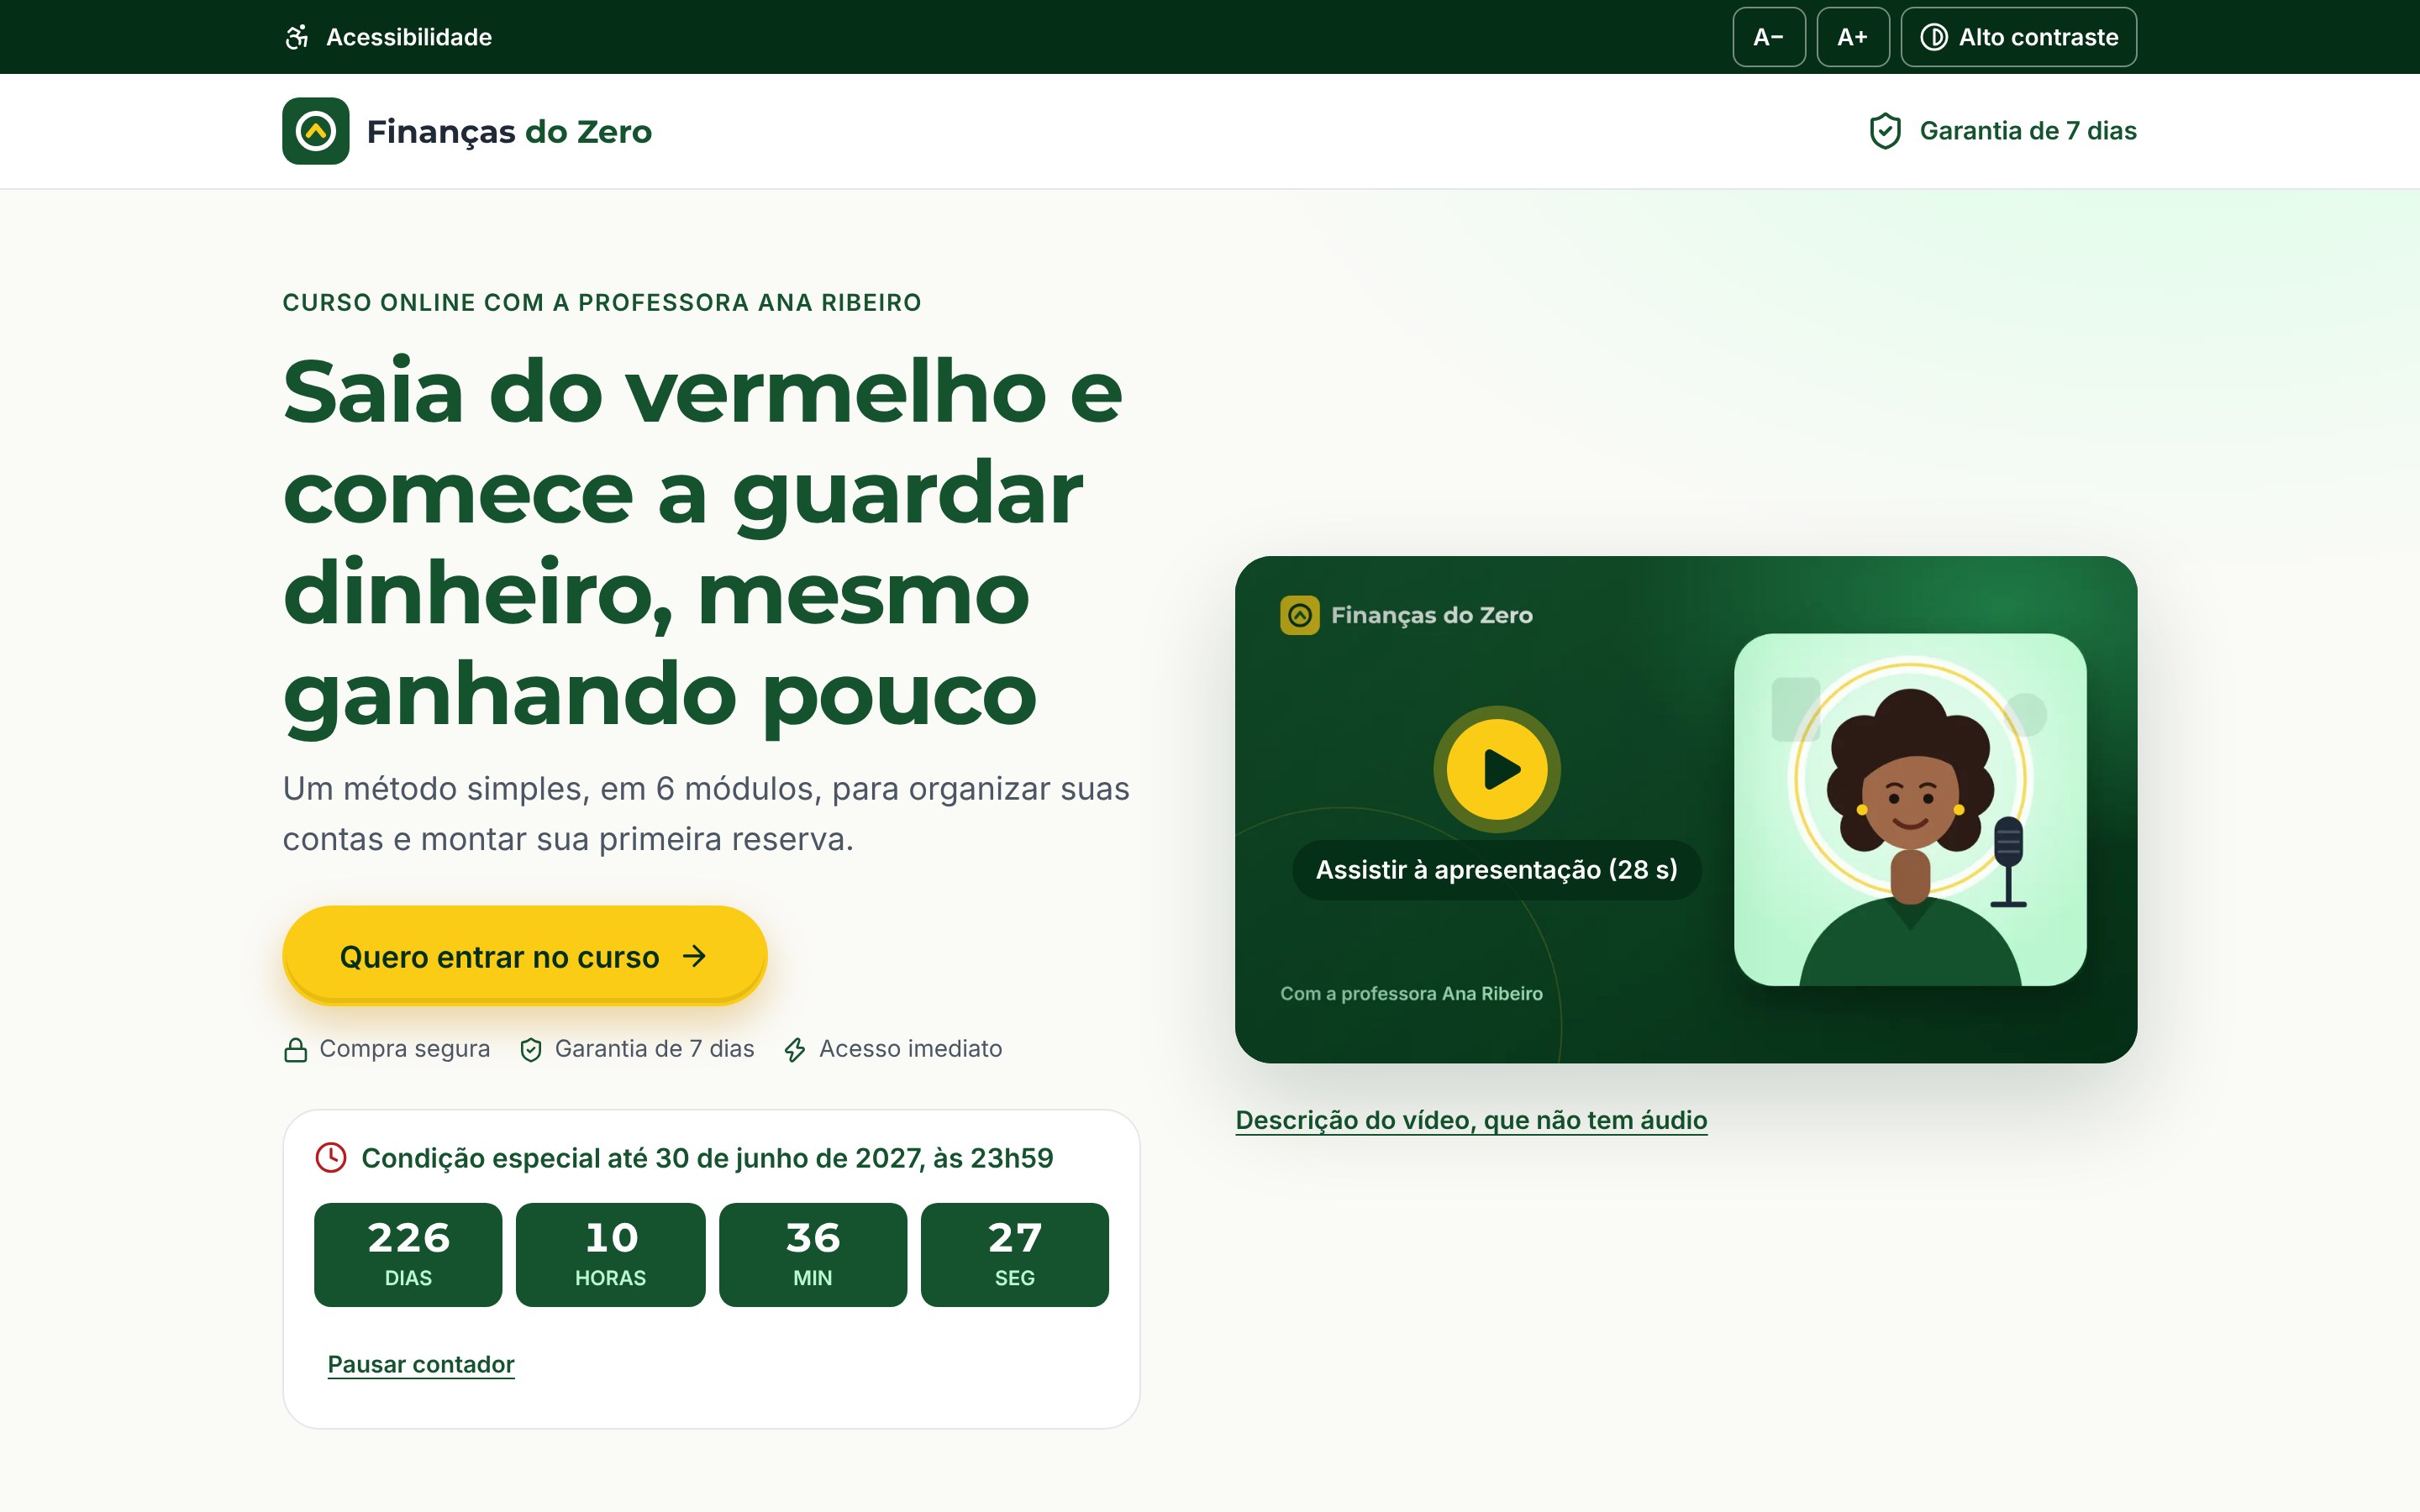 Acessibilidade
A−
A+
Alto contraste
Finanças do Zero
Garantia de 7 dias
CURSO ONLINE COM A PROFESSORA ANA RIBEIRO
Saia do vermelho e
comece a guardar
dinheiro, mesmo
ganhando pouco
Um método simples, em 6 módulos, para organizar suas
contas e montar sua primeira reserva.
Quero entrar no curso
Compra segura
Garantia de 7 dias
Acesso imediato
Condição especial até 30 de junho de 2027, às 23h59
226
DIAS
10
HORAS
36
MIN
27
SEG
Pausar contador
Finanças do Zero
Assistir à apresentação (28 s)
Com a professora Ana Ribeiro
Descrição do vídeo, que não tem áudio